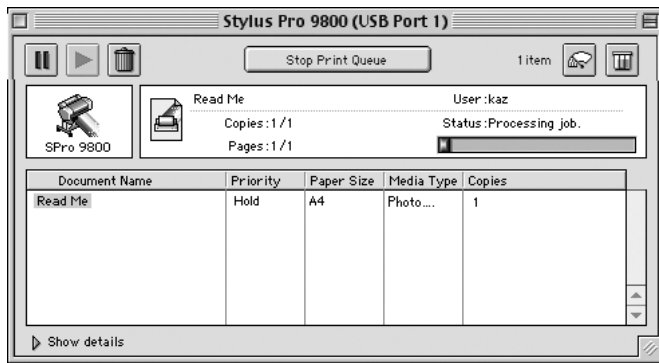 Stylus Pro 9800 (USB Port 1)
Stop Print Queue
1 item
Read Me
User :kaz
Copies :1 /1
Status :Processing job.
Pages :1 /1
SPro 9800
Document Name Priority Paper Size Media Type Copies
Read Me Hold A4 Photo.... 1
Show details